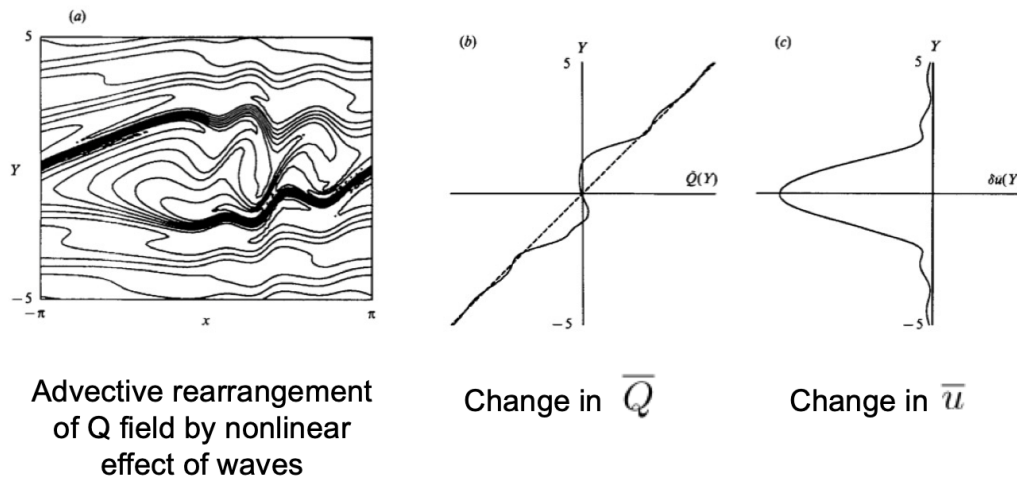 (a)
5
Y
−5
−π
x
π
(b)
Y
5
Q̄(Y)
−5
(c)
Y
5
δū(Y
−5
Advective rearrangement
of Q field by nonlinear
effect of waves
Change in Q̅
Change in u̅